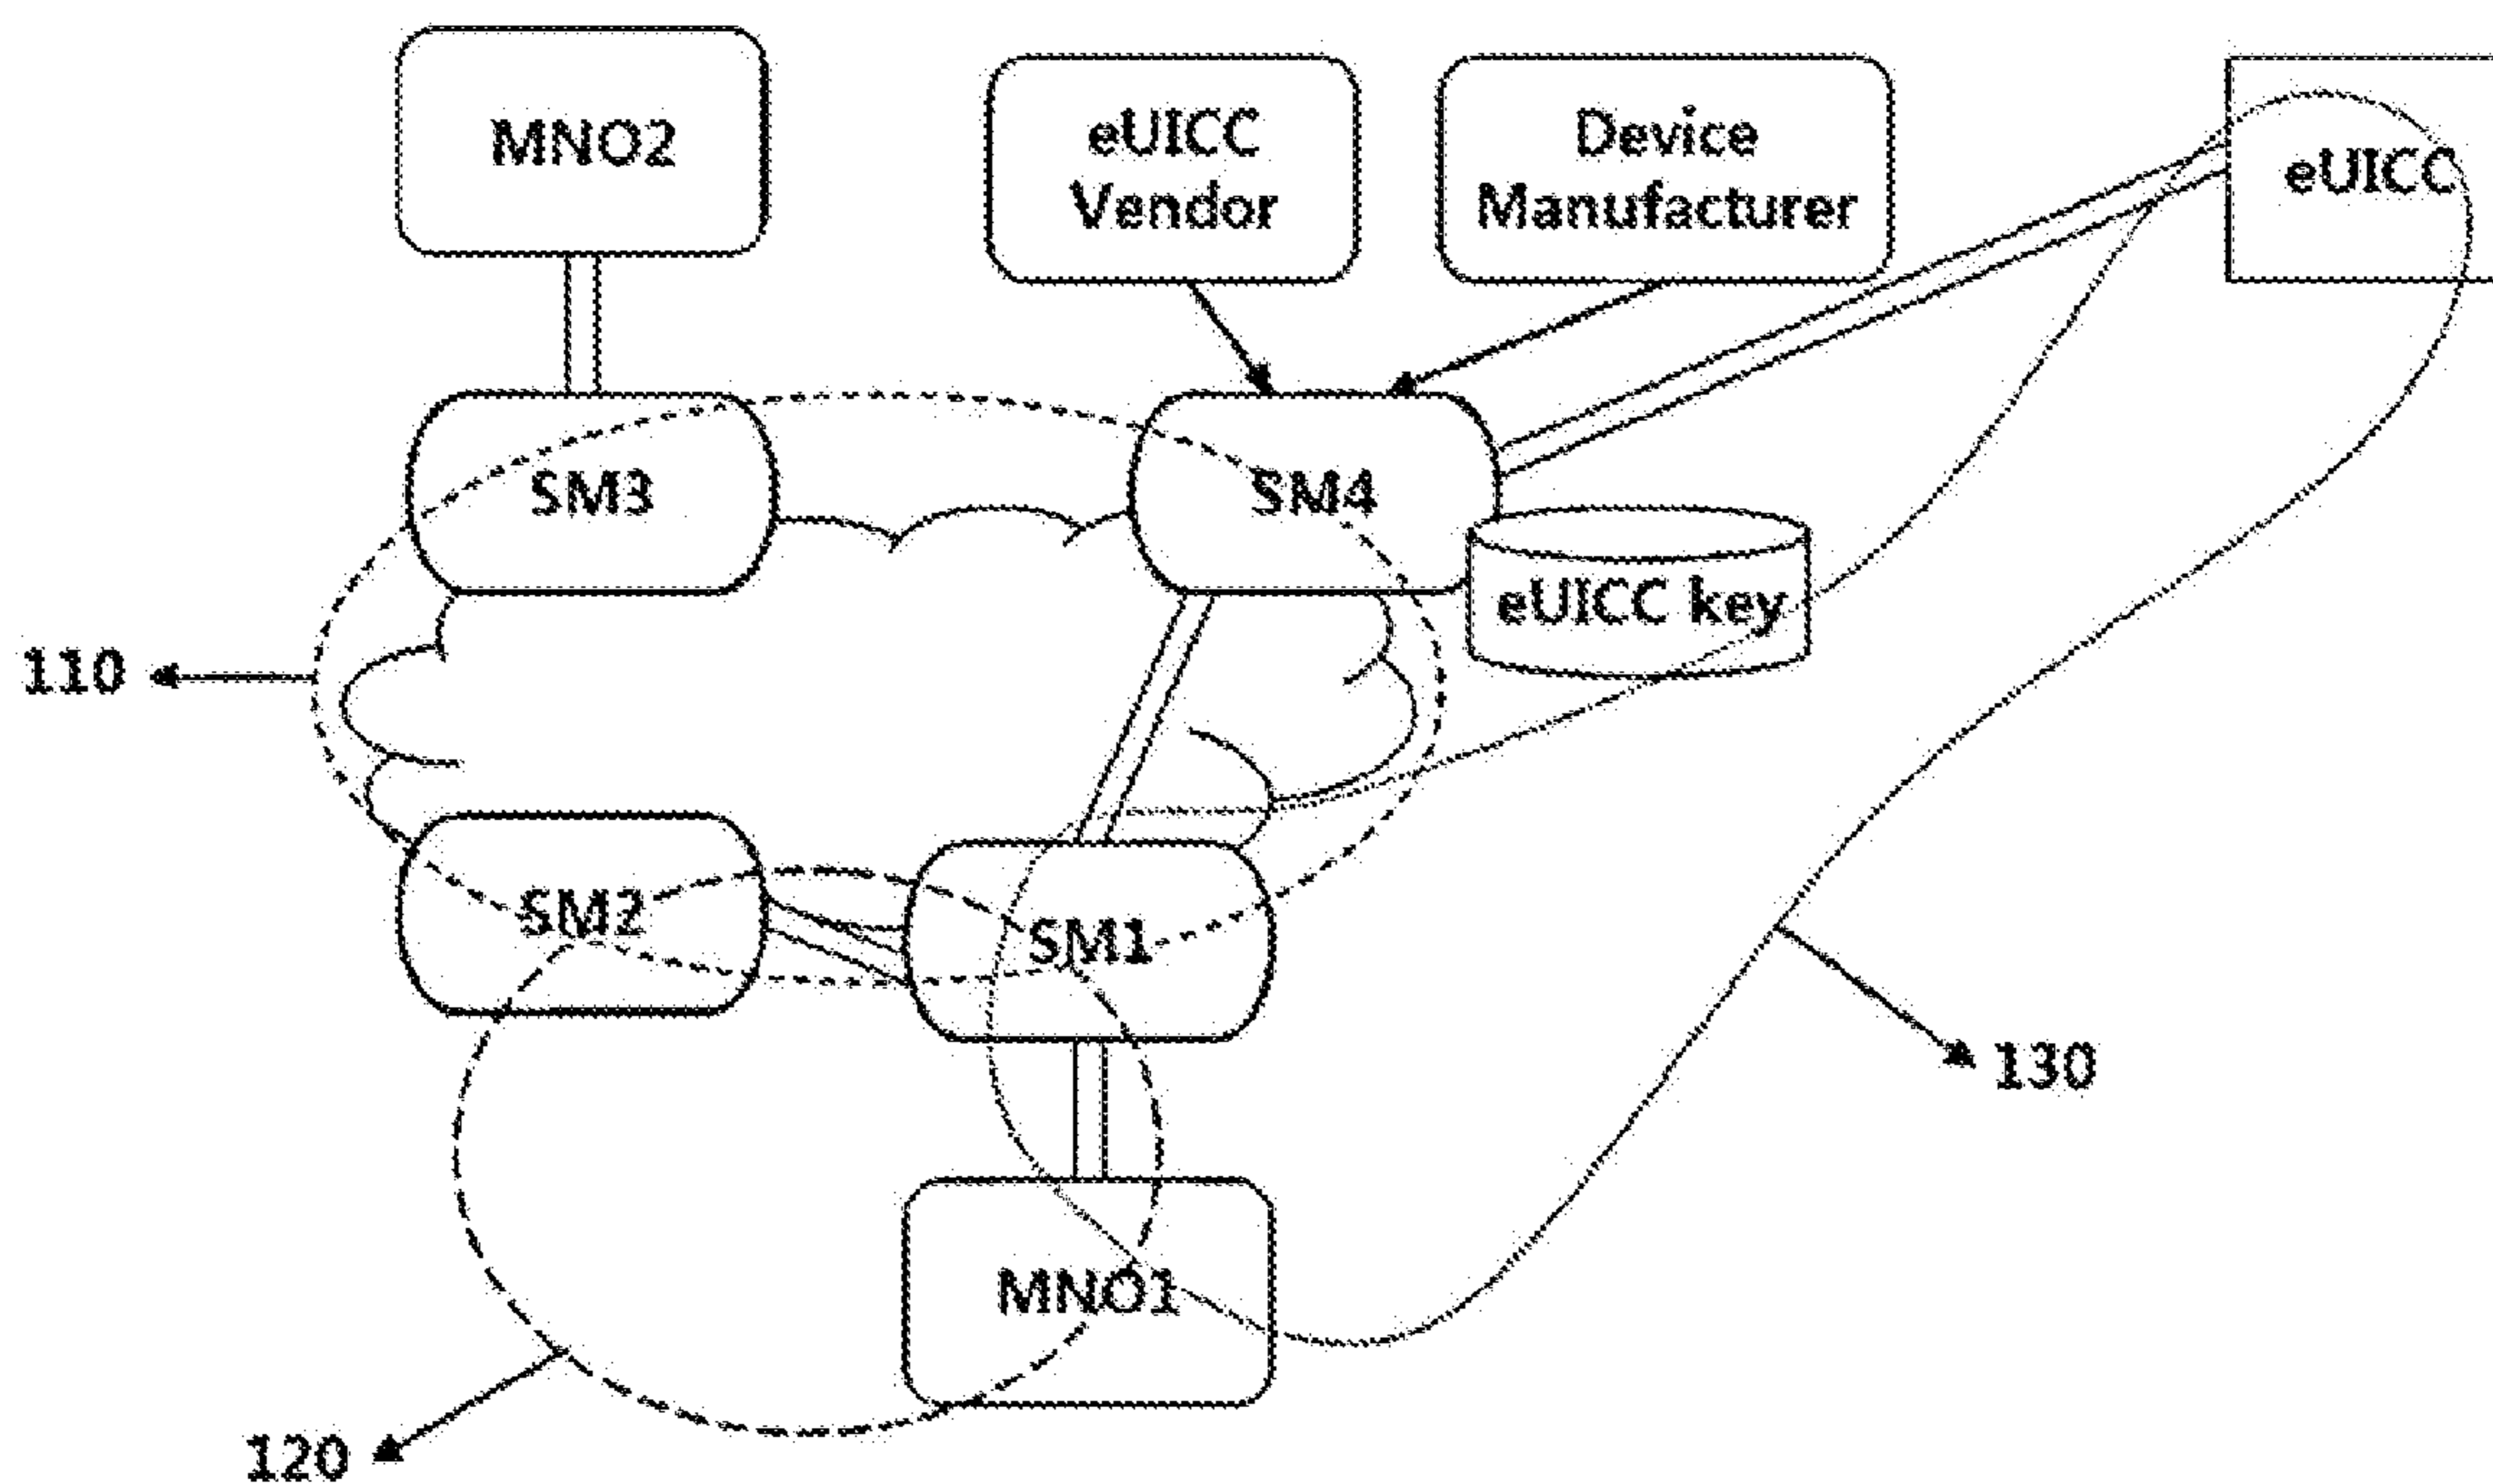 MNO2
eUICC
Vendor
Device
Manufacturer
eUICC
SM3
SM4
eUICC key
110
SM2
SM1
130
MNO1
120